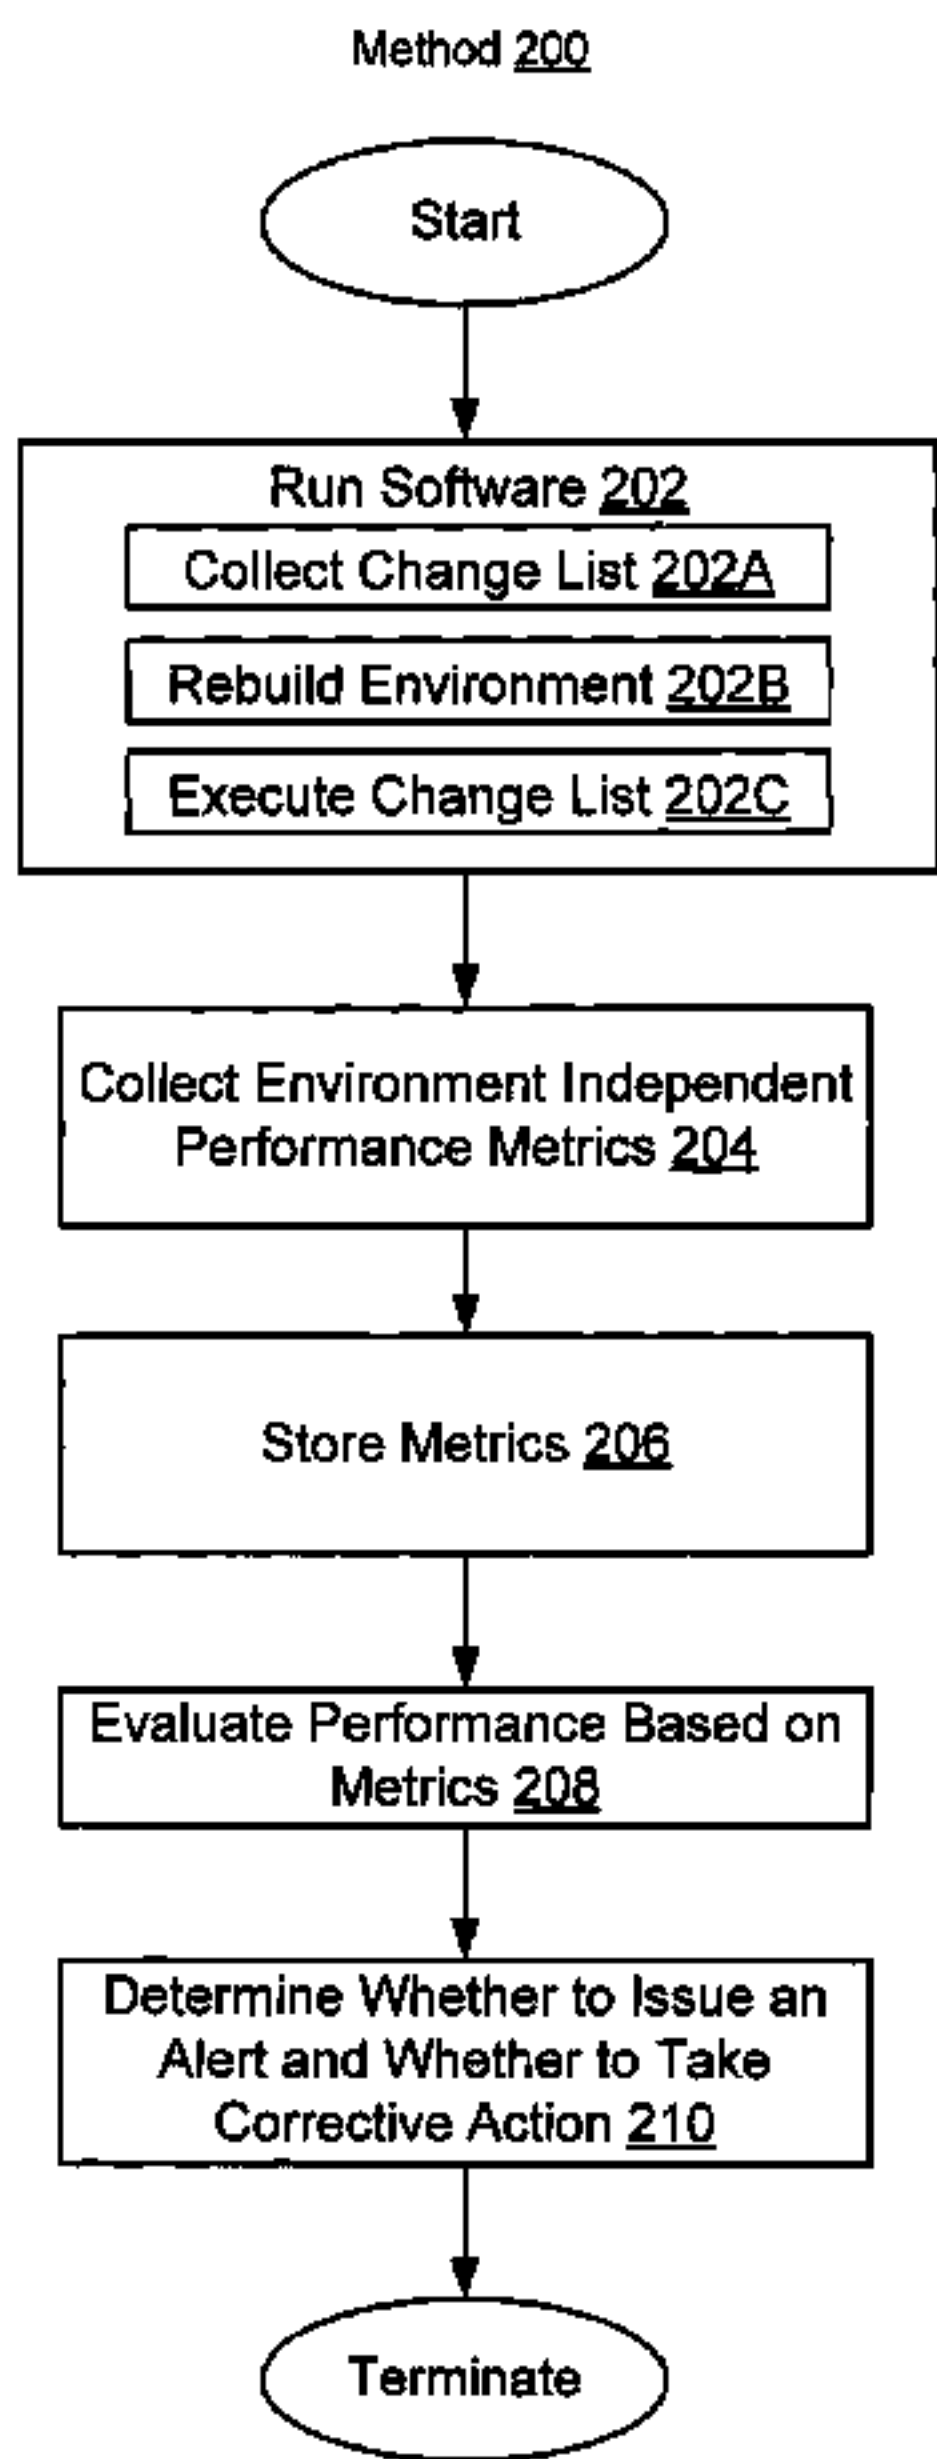 Method 200
Start
Run Software 202
Collect Change List 202A
Rebuild Environment 202B
Execute Change List 202C
Collect Environment Independent
Performance Metrics 204
Store Metrics 206
Evaluate Performance Based on
Metrics 208
Determine Whether to Issue an
Alert and Whether to Take
Corrective Action 210
Terminate